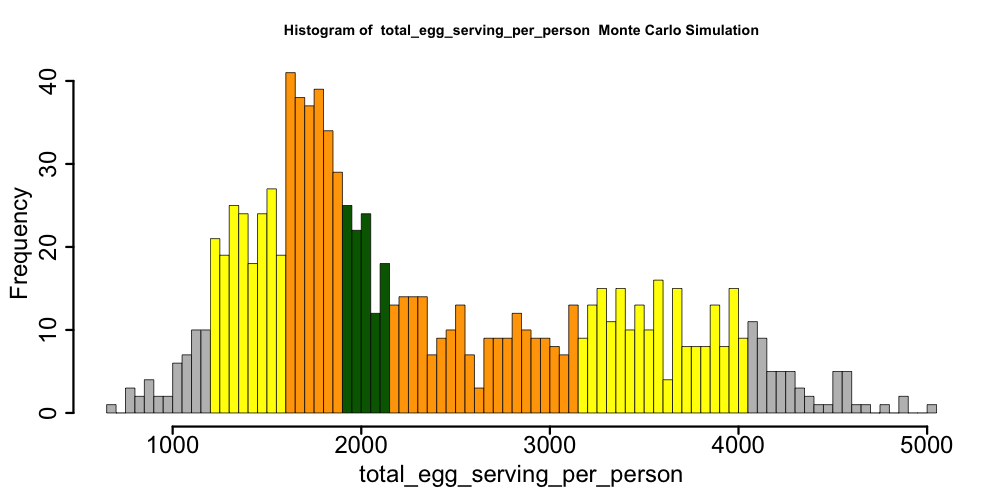 Histogram of total_egg_serving_per_person Monte Carlo Simulation
40
30
20
10
0
Frequency
1000 2000 3000 4000 5000
total_egg_serving_per_person